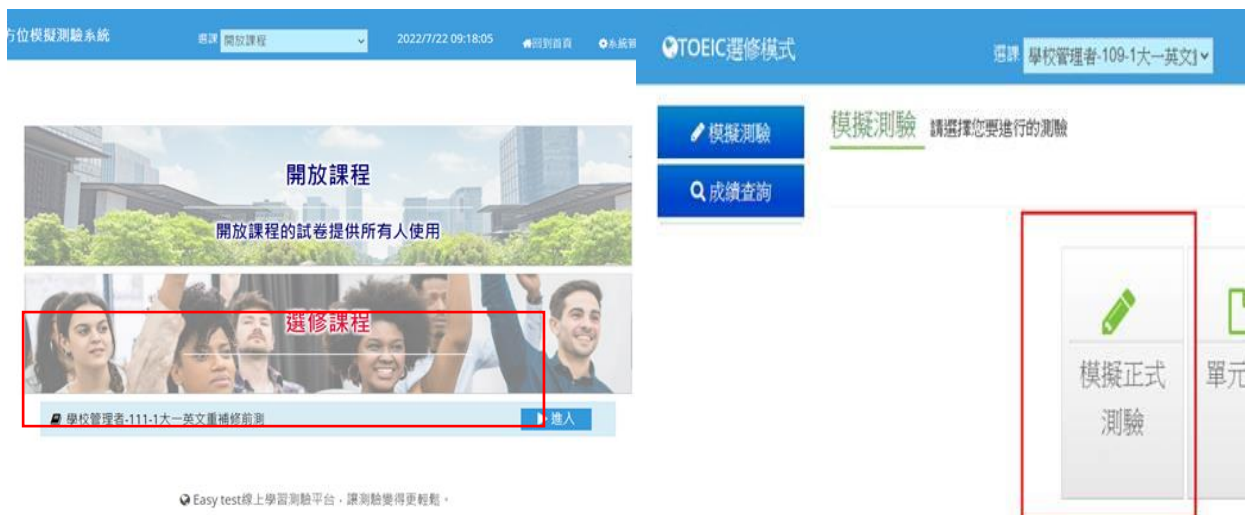 方位模擬測驗系統
選課 開放課程
2022/7/22 09:18:05
回到首頁
開放課程
開放課程的試卷提供所有人使用
選修課程
學校管理者-111-1大一英文重補修前測
進入
Easy test線上學習測驗平台，讓測驗變得更輕鬆。
TOEIC選修模式
選課 學校管理者-109-1大一英文
模擬測驗
成績查詢
模擬測驗 請選擇您要進行的測驗
模擬正式
測驗
單元